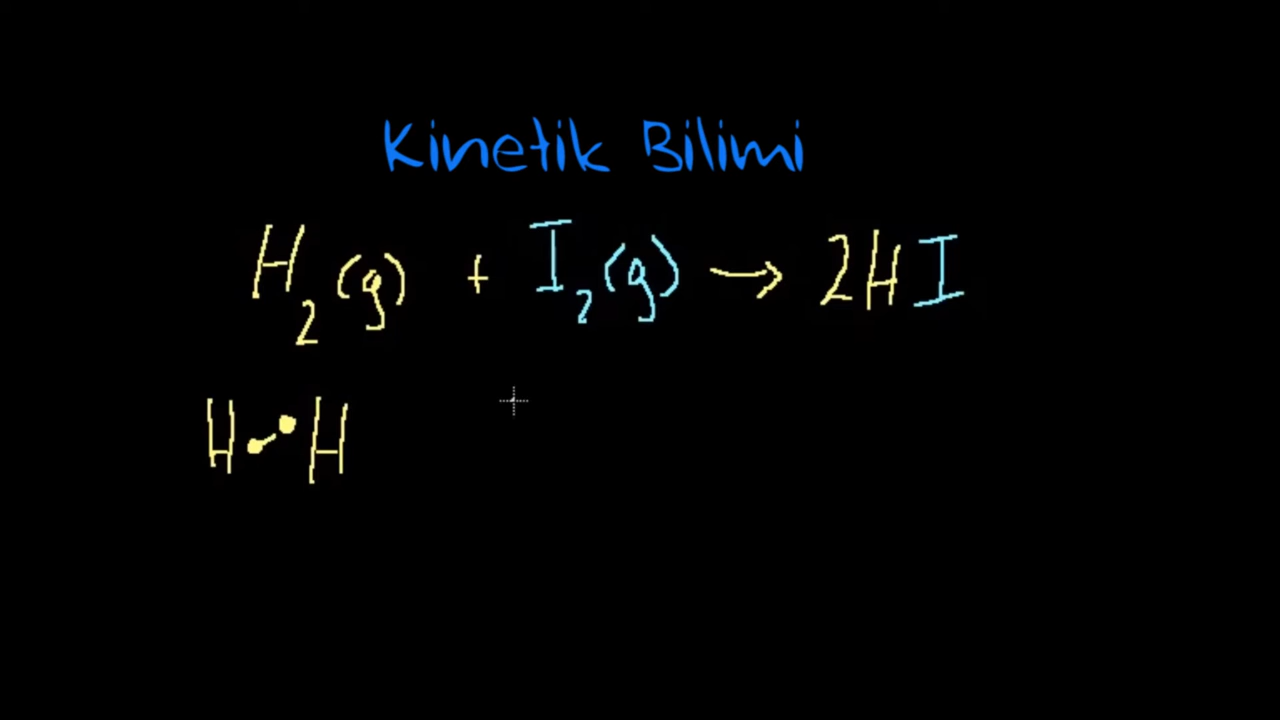 Kinetik Bilimi
H₂(g) + I₂(g) → 2HI
H H